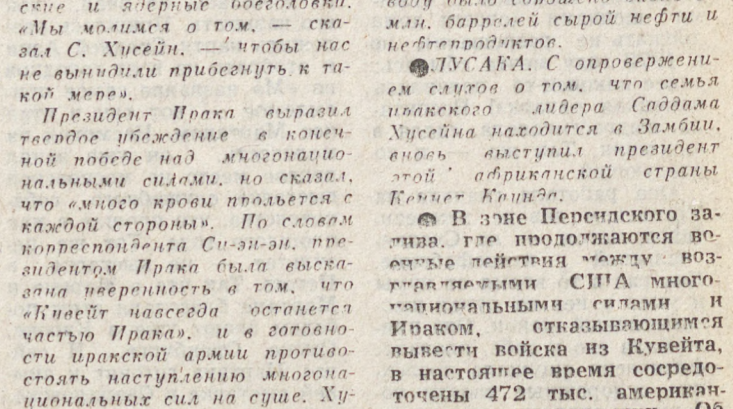 ские и ядерные боеголовки.
«Мы молимся о том, — ска-
зал С. Хусейн, — чтобы нас
не вынудили прибегнуть к та-
кой мере».
Президент Ирака выразил
твердое убеждение в конеч-
ной победе над многонацио-
нальными силами, но сказал,
что «много крови прольется с
каждой стороны». По словам
корреспондента Си-эн-эн, пре-
зидентом Ирака была выска-
зана уверенность в том, что
«Кувейт навсегда останется
частью Ирака», и в готовно-
сти иракской армии противо-
стоять наступлению многона-
циональных сил на суше. Ху-
млн. баррелей сырой нефти и
нефтепродуктов.
●ЛУСАКА. С опровержени-
ем слухов о том, что семья
иракского лидера Саддама
Хусейна находится в Замбии,
вновь выступил президент
этой африканской страны
Кеннет Каунда.
● В зоне Персидского за-
лива, где продолжаются во-
енные действия между воз-
главляемыми США много-
национальными силами и
Ираком, отказывающимся
вывести войска из Кувейта,
в настоящее время сосредо-
точены 472 тыс. американ-
Об